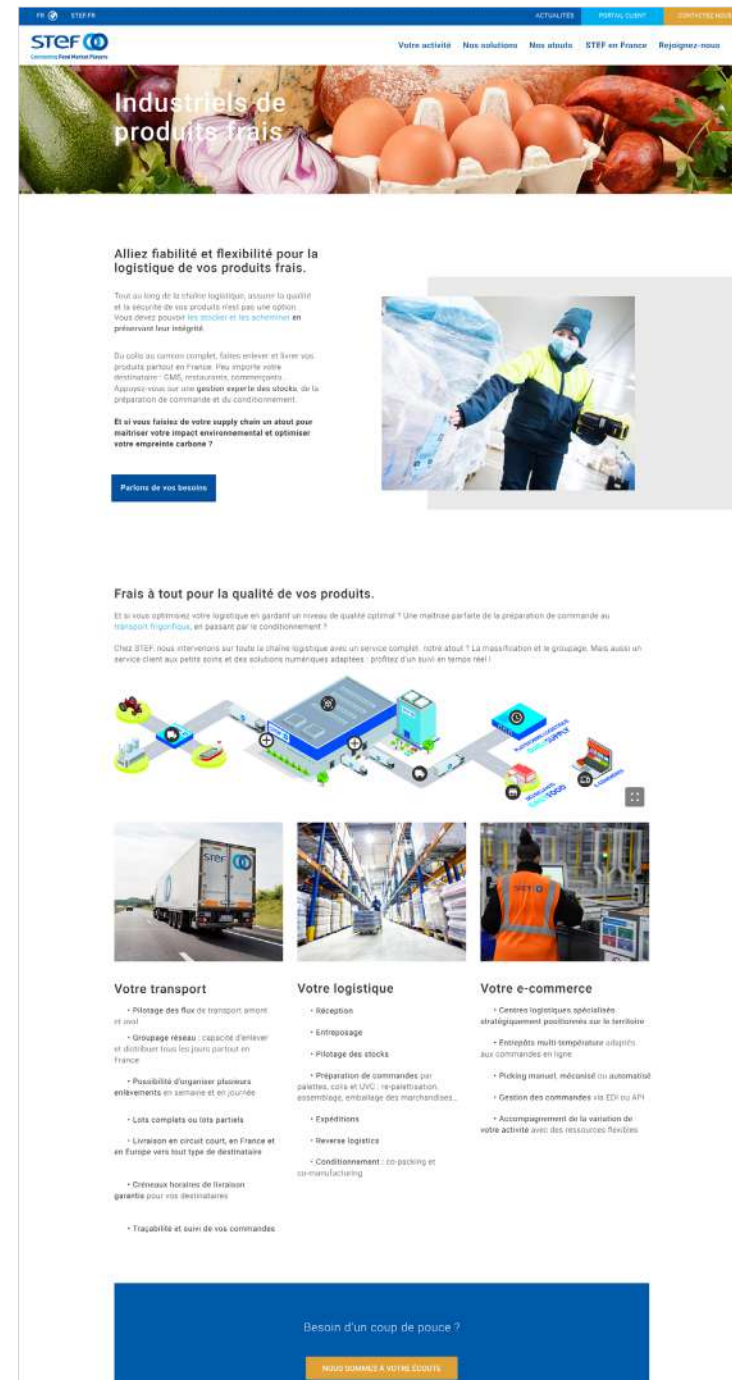 FR STEF.FR ACTUALITÉS PORTAIL CLIENT CONTACTEZ-NOUS
STEF
Connecting Food Market Players
Votre activité Nos solutions Nos atouts STEF en France Rejoignez-nous
Industriels de
produits frais
Alliez fiabilité et flexibilité pour la
logistique de vos produits frais.
Tout au long de la chaîne logistique, assurer la qualité
et la sécurité de vos produits n'est pas une option.
Vous devez pouvoir les stocker et les acheminer en
préservant leur intégrité.
Du colis au camion complet, faites enlever et livrer vos
produits partout en France. Peu importe votre
destinataire : GMS, restaurants, commerçants...
Appuyez-vous sur une gestion experte des stocks, de la
préparation de commande et du conditionnement.
Et si vous faisiez de votre supply chain un atout pour
maitriser votre impact environnemental et optimiser
votre empreinte carbone ?
Parlons de vos besoins
Frais à tout pour la qualité de vos produits.
Et si vous optimisiez votre logistique en gardant un niveau de qualité optimal ? Une maitrise parfaite de la préparation de commande au
transport frigorifique, en passant par le conditionnement ?
Chez STEF, nous intervenons sur toute la chaîne logistique avec un service complet, notre atout ? La massification et le groupage. Mais aussi un
service client aux petits soins et des solutions numériques adaptées : profitez d'un suivi en temps réel !
PLATEFORME LOGISTIQUE
SUPPLY
FOOD
E-COMMERCE
STEF
STEF
Votre transport
• Pilotage des flux de transport amont
et aval
• Groupage réseau : capacité d'enlever
et distribuer tous les jours partout en
France
• Possibilité d'organiser plusieurs
enlèvements en semaine et en journée
• Lots complets ou lots partiels
• Livraison en circuit court, en France et
en Europe vers tout type de destinataire
• Créneaux horaires de livraison
garantis pour vos destinataires
• Traçabilité et suivi de vos commandes
Votre logistique
• Réception
• Entreposage
• Pilotage des stocks
• Préparation de commandes par
palettes, colis et UVC : re-palettisation,
assemblage, emballage des marchandises...
• Expéditions
• Reverse logistics
• Conditionnement : co-packing et
co-manufacturing
Votre e-commerce
• Centres logistiques spécialisés
stratégiquement positionnés sur le territoire
• Entrepôts multi-température adaptés
aux commandes en ligne
• Picking manuel, mécanisé ou automatisé
• Gestion des commandes via EDI ou API
• Accompagnement de la variation de
votre activité avec des ressources flexibles
Besoin d'un coup de pouce ?
NOUS SOMMES À VOTRE ÉCOUTE